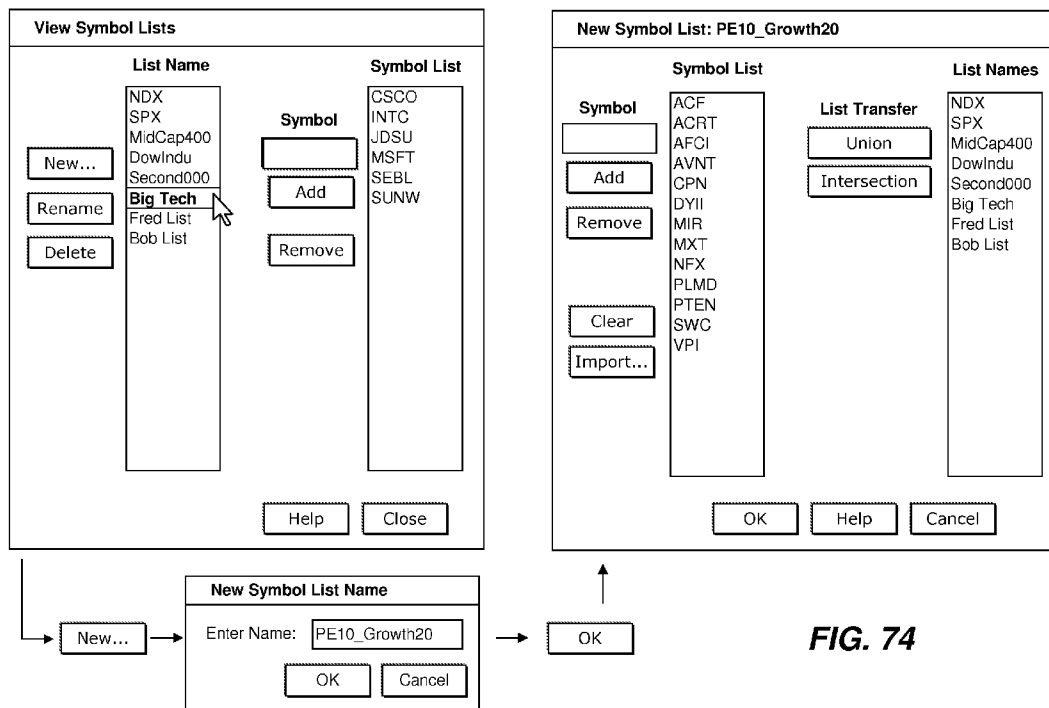 View Symbol Lists
List Name
Symbol List
NDX
SPX
MidCap400
DowIndu
Second000
Big Tech
Fred List
Bob List
New...
Rename
Delete
Symbol
Add
Remove
CSCO
INTC
JDSU
MSFT
SEBL
SUNW
Help
Close
New Symbol List: PE10_Growth20
Symbol List
List Names
Symbol
Add
Remove
Clear
Import...
ACF
ACRT
AFCI
AVNT
CPN
DYII
MIR
MXT
NFX
PLMD
PTEN
SWC
VPI
List Transfer
Union
Intersection
NDX
SPX
MidCap400
DowIndu
Second000
Big Tech
Fred List
Bob List
OK
Help
Cancel
New...
New Symbol List Name
Enter Name: PE10_Growth20
OK
Cancel
OK
FIG. 74